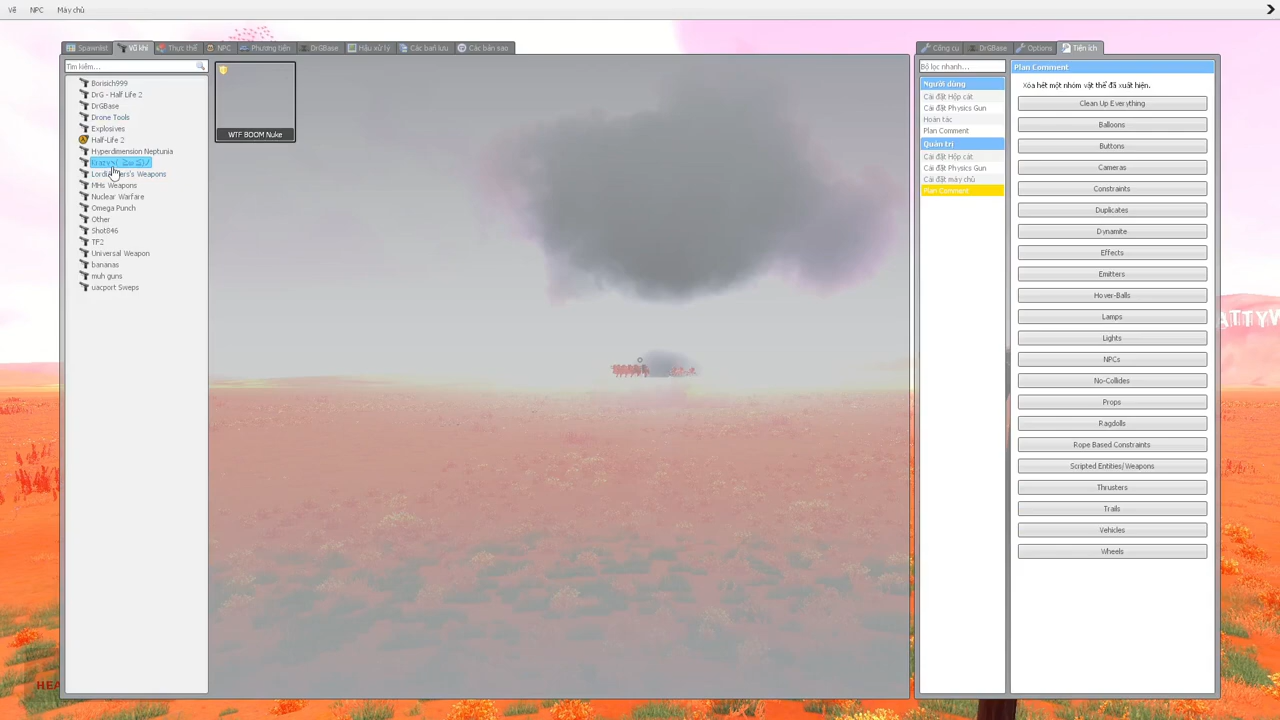 Vẽ NPC Máy chủ
Spawnlist Vũ khí Thực thể NPC Phương tiện DrGBase Hậu xử lý Các bản lưu Các bản sao
Công cụ DrGBase Options Tiện ích
Tìm kiếm...
Borisich999
DrG - Half Life 2
DrGBase
Drone Tools
Explosives
Half-Life 2
Hyperdimension Neptunia
MHs Weapons
Nuclear Warfare
Omega Punch
Other
Shot846
TF2
Universal Weapon
bananas
muh guns
uacport Sweps
WTF BOOM Nuke
Bộ lọc nhanh...
Người dùng
Cài đặt Hộp cát
Cài đặt Physics Gun
Hoàn tác
Plan Comment
Quản trị
Cài đặt Hộp cát
Cài đặt Physics Gun
Cài đặt máy chủ
Plan Comment
Plan Comment
Xóa hết một nhóm vật thể đã xuất hiện.
Clean Up Everything
Balloons
Buttons
Cameras
Constraints
Duplicates
Dynamite
Effects
Emitters
Hover-Balls
Lamps
Lights
NPCs
No-Collides
Props
Ragdolls
Rope Based Constraints
Scripted Entities/Weapons
Thrusters
Trails
Vehicles
Wheels